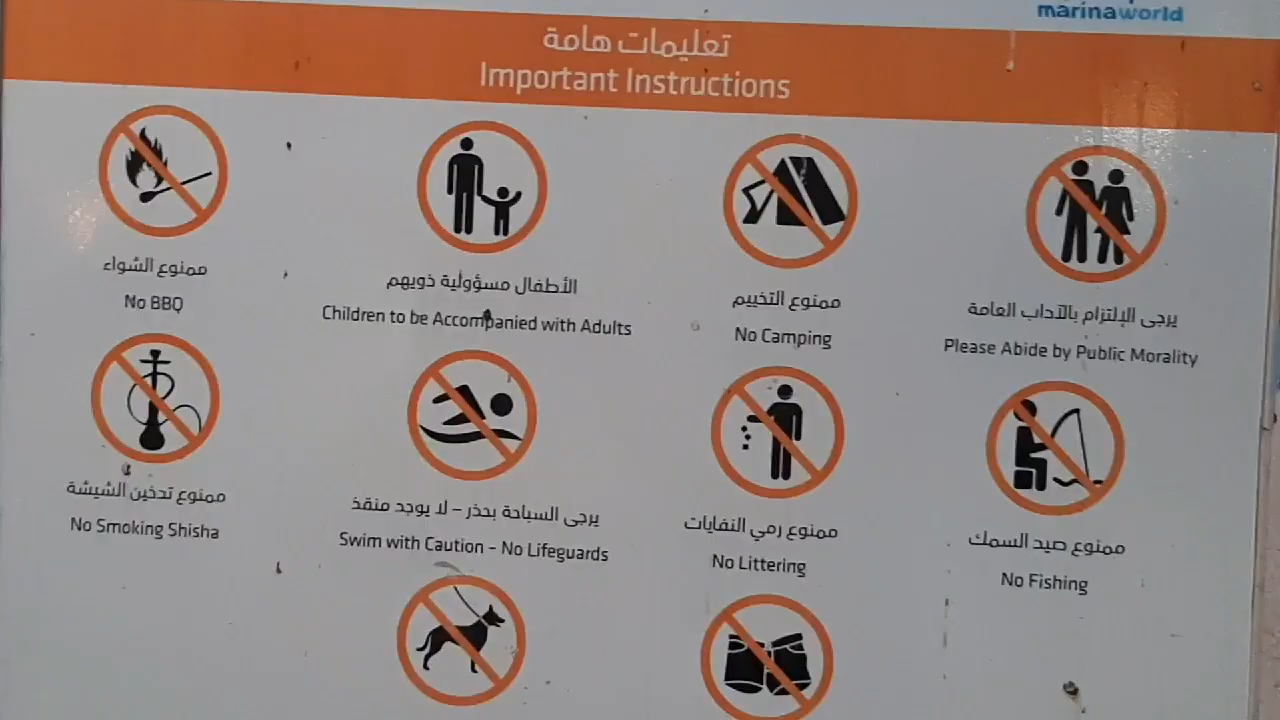 marinaworld
تعليمات هامة
Important Instructions
ممنوع الشواء
No BBQ
الأطفال مسؤولية ذويهم
Children to be Accompanied with Adults
ممنوع التخييم
No Camping
يرجى الإلتزام بالآداب العامة
Please Abide by Public Morality
ممنوع تدخين الشيشة
No Smoking Shisha
يرجى السباحة بحذر - لا يوجد منقذ
Swim with Caution - No Lifeguards
ممنوع رمي النفايات
No Littering
ممنوع صيد السمك
No Fishing